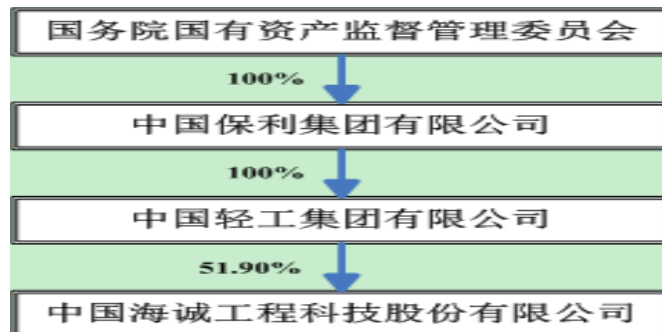 国务院国有资产监督管理委员会
100%
中国保利集团有限公司
100%
中国轻工集团有限公司
51.90%
中国海诚工程科技股份有限公司